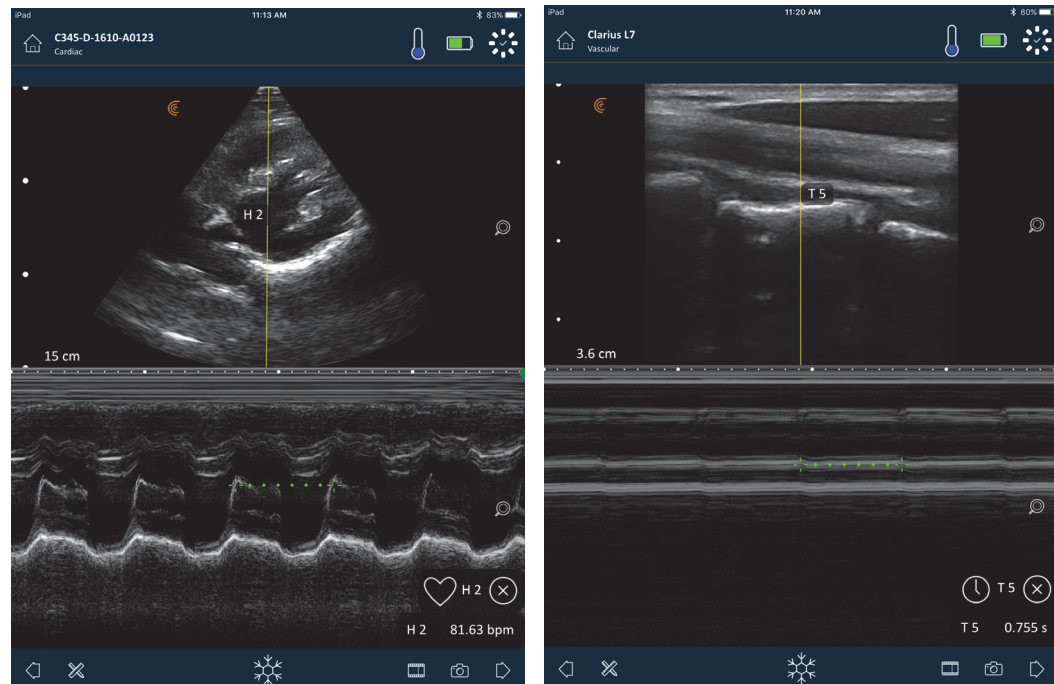 iPad
11:13 AM
83%
C345-D-1610-A0123
Cardiac
H 2
15 cm
H 2
H 2 81.63 bpm
iPad
11:20 AM
80%
Clarius L7
Vascular
T 5
3.6 cm
T 5
T 5 0.755 s